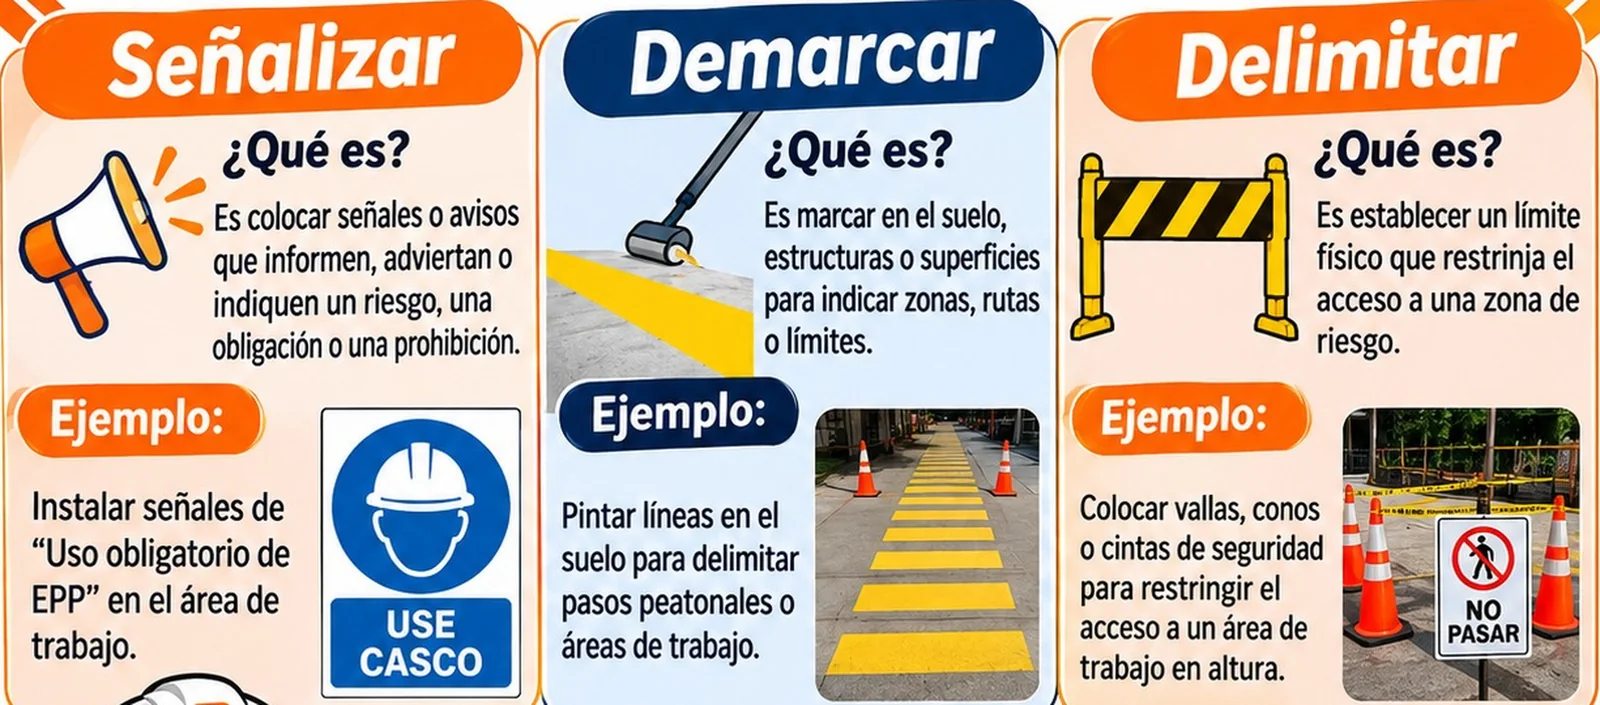 Señalizar
¿Qué es?
Es colocar señales o avisos
que informen, adviertan o
indiquen un riesgo, una
obligación o una prohibición.
Ejemplo:
Instalar señales de
“Uso obligatorio de
EPP” en el área de
trabajo.
USE
CASCO
Demarcar
¿Qué es?
Es marcar en el suelo,
estructuras o superficies
para indicar zonas, rutas
o límites.
Ejemplo:
Pintar líneas en el
suelo para delimitar
pasos peatonales o
áreas de trabajo.
Delimitar
¿Qué es?
Es establecer un límite
físico que restrinja el
acceso a una zona de
riesgo.
Ejemplo:
Colocar vallas, conos
o cintas de seguridad
para restringir el
acceso a un área de
trabajo en altura.
NO
PASAR